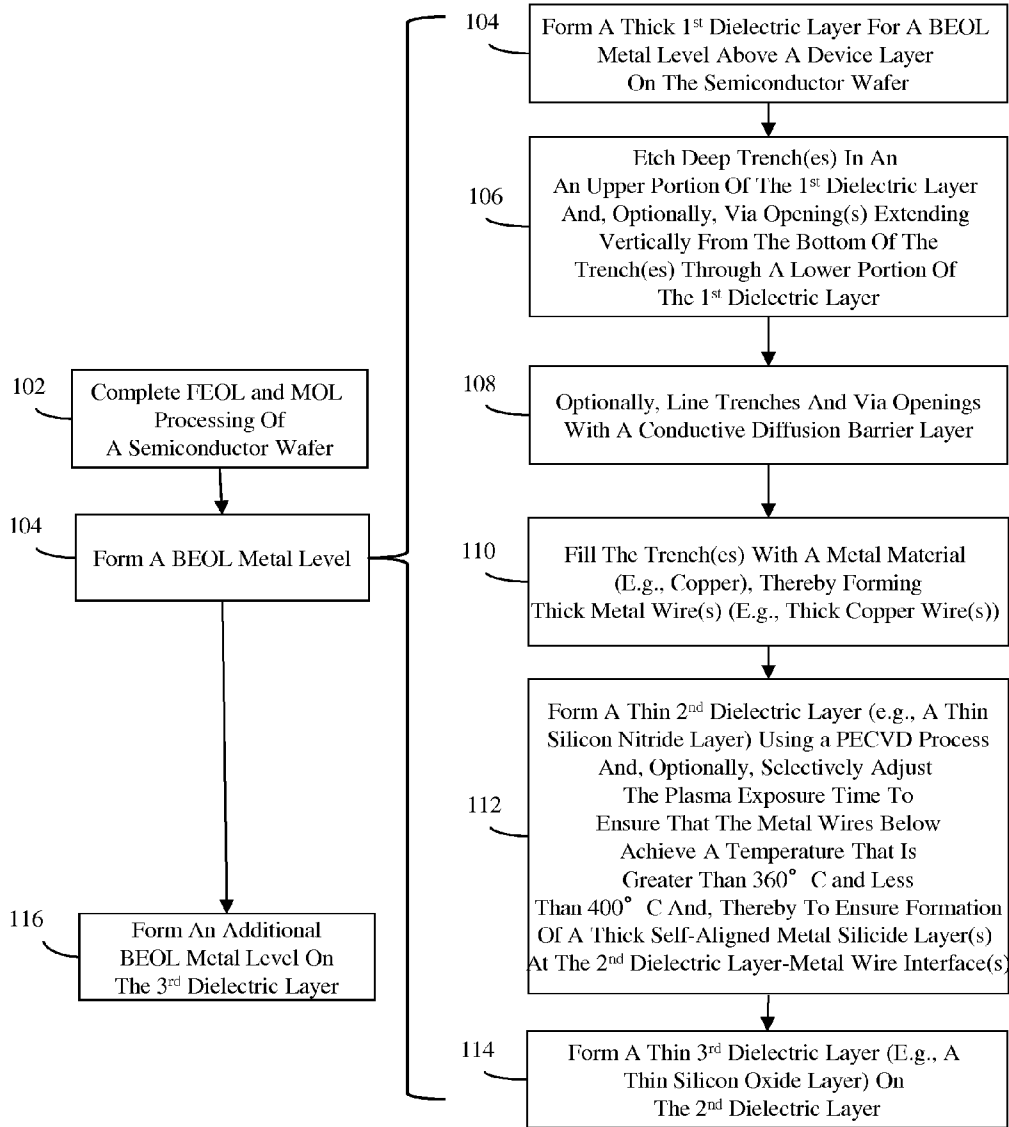 102
Complete FEOL and MOL
Processing Of
A Semiconductor Wafer
104
Form A BEOL Metal Level
116
Form An Additional
BEOL Metal Level On
The 3rd Dielectric Layer
104
Form A Thick 1st Dielectric Layer For A BEOL
Metal Level Above A Device Layer
On The Semiconductor Wafer
106
Etch Deep Trench(es) In An
An Upper Portion Of The 1st Dielectric Layer
And, Optionally, Via Opening(s) Extending
Vertically From The Bottom Of The
Trench(es) Through A Lower Portion Of
The 1st Dielectric Layer
108
Optionally, Line Trenches And Via Openings
With A Conductive Diffusion Barrier Layer
110
Fill The Trench(es) With A Metal Material
(E.g., Copper), Thereby Forming
Thick Metal Wire(s) (E.g., Thick Copper Wire(s))
112
Form A Thin 2nd Dielectric Layer (e.g., A Thin
Silicon Nitride Layer) Using a PECVD Process
And, Optionally, Selectively Adjust
The Plasma Exposure Time To
Ensure That The Metal Wires Below
Achieve A Temperature That Is
Greater Than 360° C and Less
Than 400° C And, Thereby To Ensure Formation
Of A Thick Self-Aligned Metal Silicide Layer(s)
At The 2nd Dielectric Layer-Metal Wire Interface(s)
114
Form A Thin 3rd Dielectric Layer (E.g., A
Thin Silicon Oxide Layer) On
The 2nd Dielectric Layer